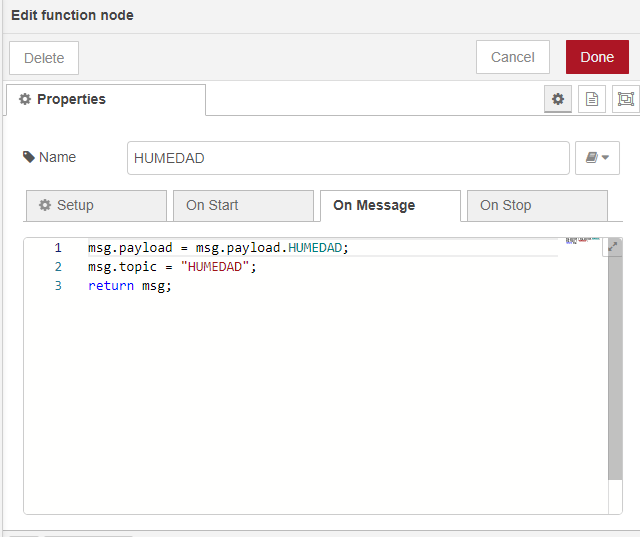 Edit function node
Delete
Cancel
Done
Properties
Name
HUMEDAD
Setup
On Start
On Message
On Stop
1 msg.payload = msg.payload.HUMEDAD;
2 msg.topic = "HUMEDAD";
3 return msg;